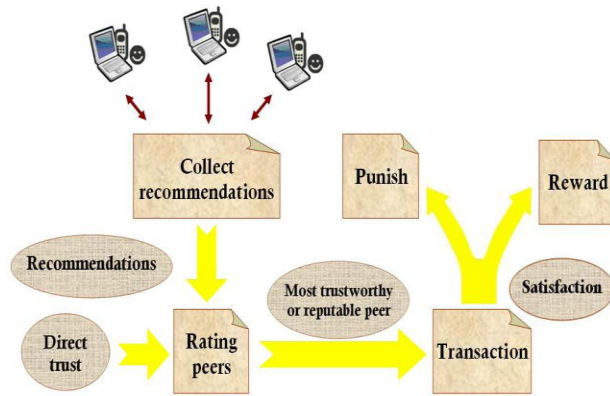 Collect
recommendations
Punish
Reward
Recommendations
Most trustworthy
or reputable peer
Satisfaction
Direct
trust
Rating
peers
Transaction